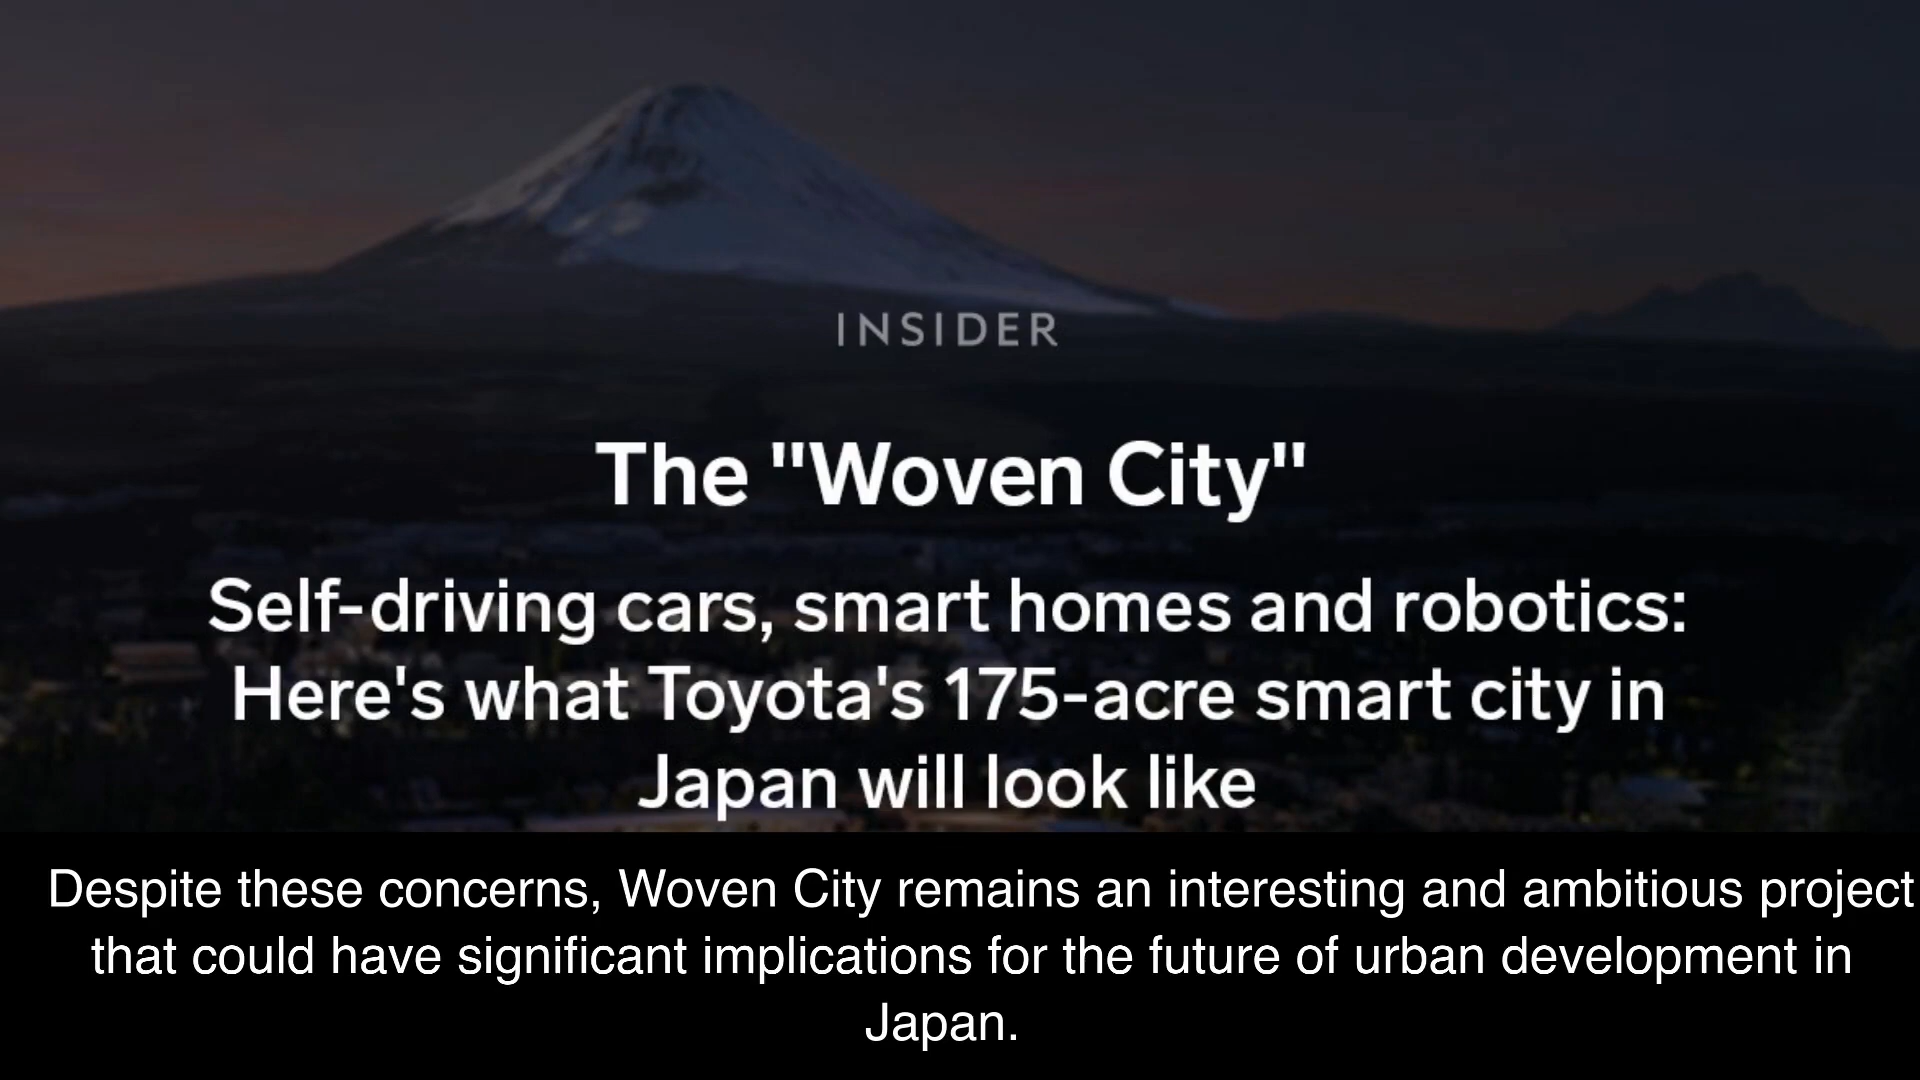 INSIDER
The "Woven City"
Self-driving cars, smart homes and robotics:
Here's what Toyota's 175-acre smart city in
Japan will look like
Despite these concerns, Woven City remains an interesting and ambitious project
that could have significant implications for the future of urban development in
Japan.